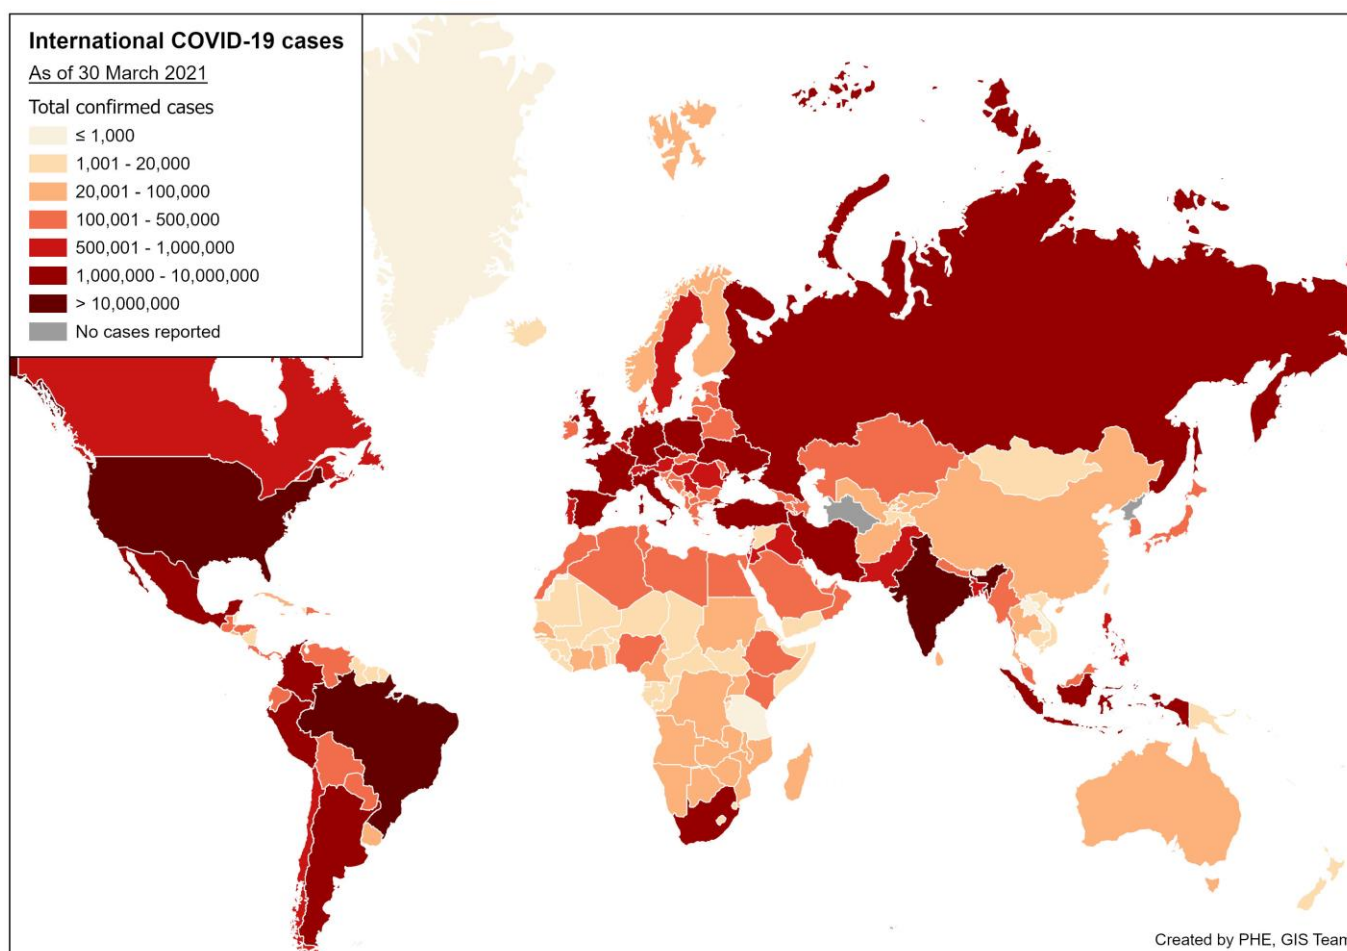 International COVID-19 cases
As of 30 March 2021
Total confirmed cases
≤ 1,000
1,001 - 20,000
20,001 - 100,000
100,001 - 500,000
500,001 - 1,000,000
1,000,000 - 10,000,000
> 10,000,000
No cases reported
Created by PHE, GIS Team